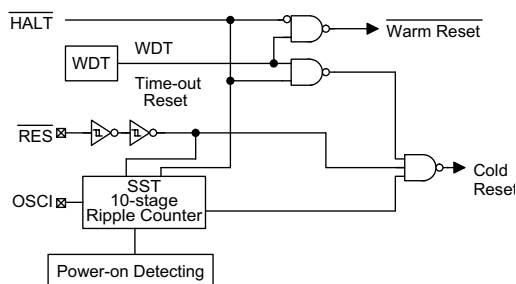 HALT
Warm Reset
WDT
WDT
Time-out
Reset
RES
OSCI
SST
10-stage
Ripple Counter
Cold
Reset
Power-on Detecting